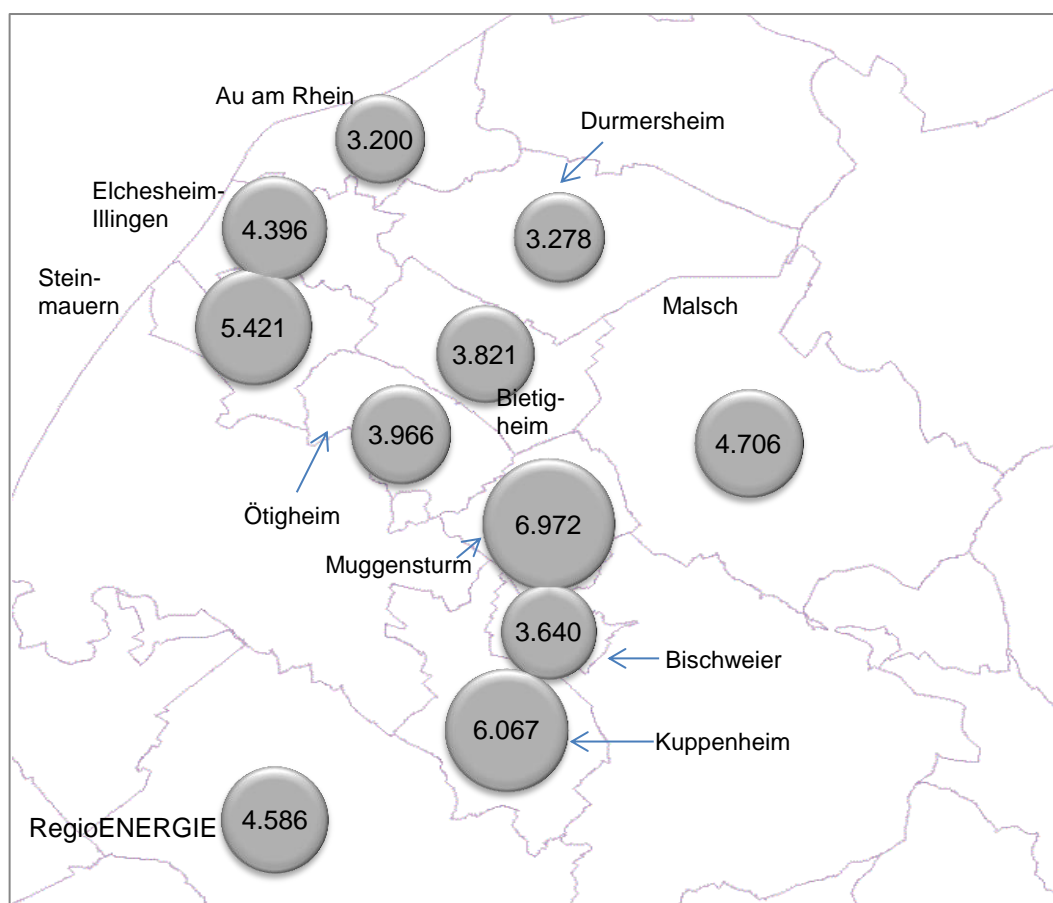 Au am Rhein
3.200
Durmersheim
Elchesheim-
Illingen
4.396
3.278
Stein-
mauern
5.421
Malsch
3.821
Bietig-
heim
3.966
4.706
Ötigheim
6.972
Muggensturm
3.640
Bischweier
6.067
Kuppenheim
RegioENERGIE
4.586